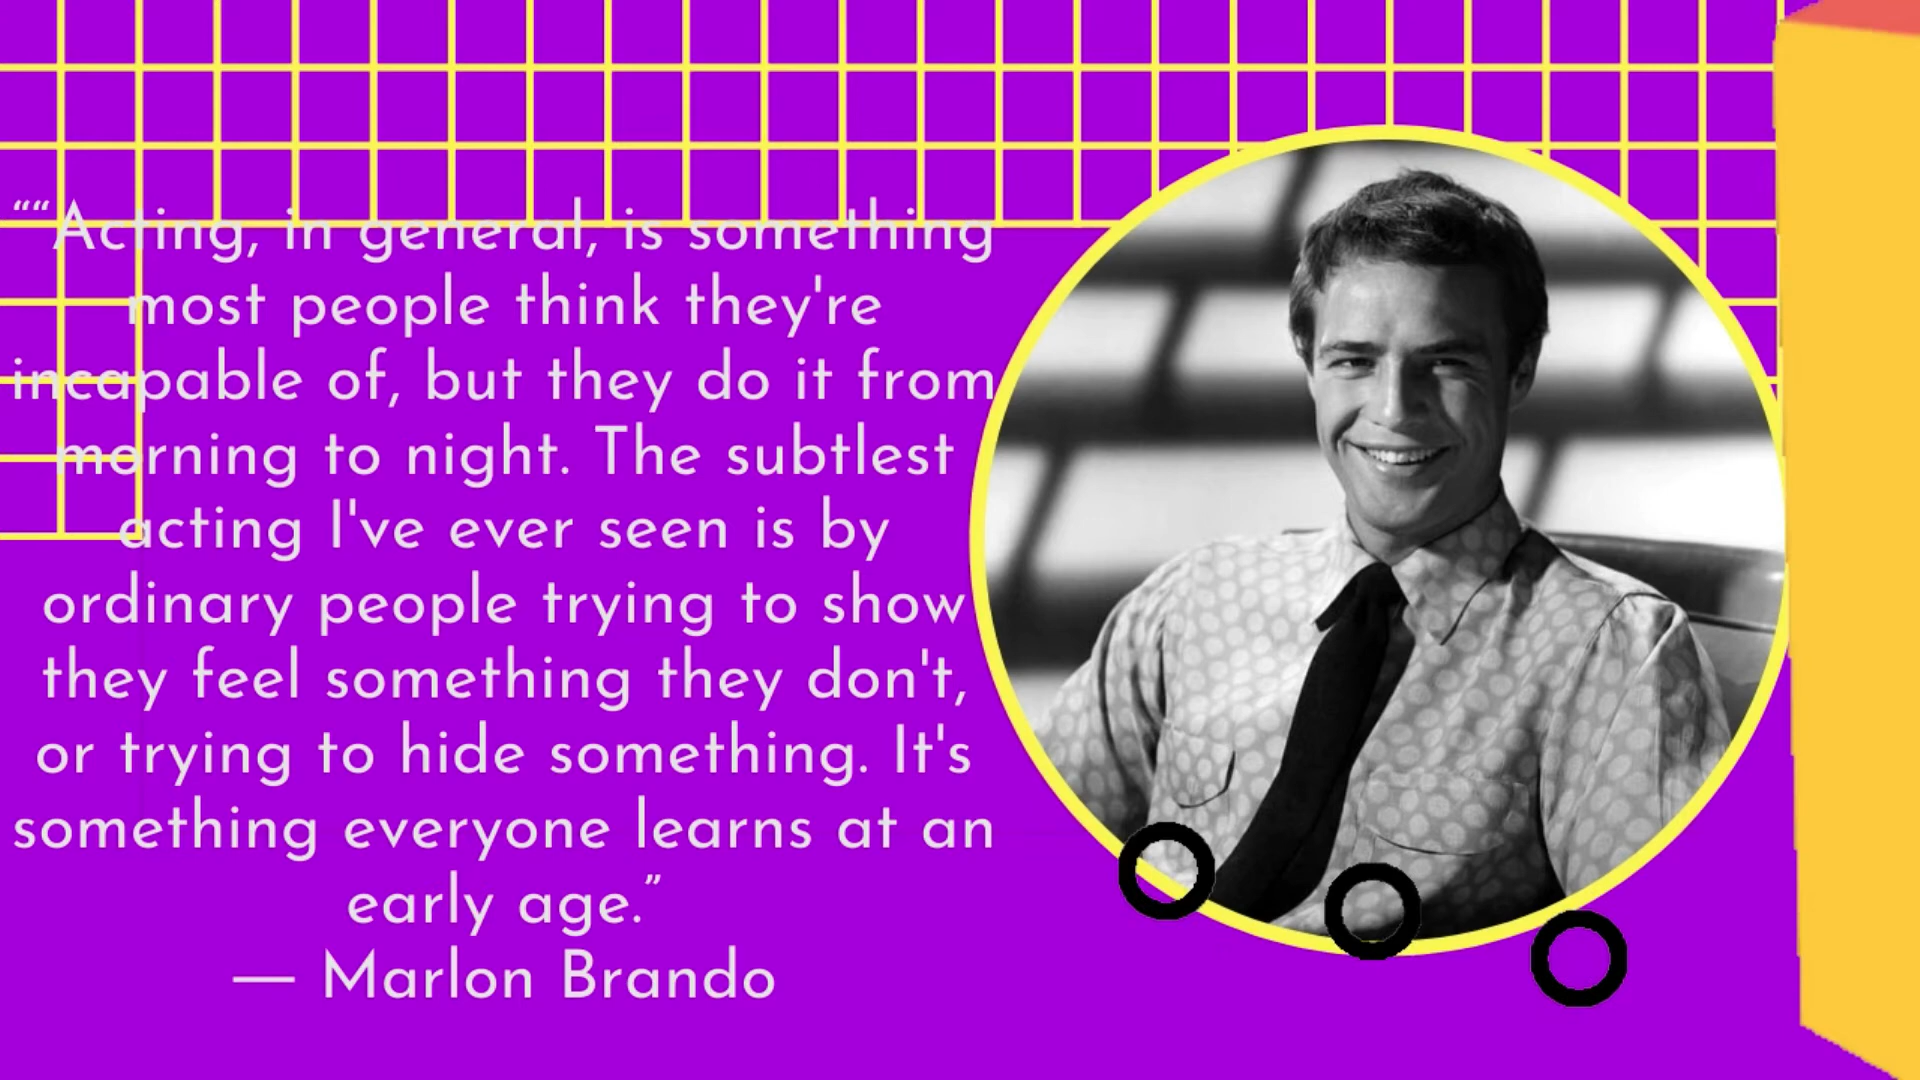 ““Acting, in general, is something
most people think they're
incapable of, but they do it from
morning to night. The subtlest
acting I've ever seen is by
ordinary people trying to show
they feel something they don't,
or trying to hide something. It's
something everyone learns at an
early age.”
— Marlon Brando